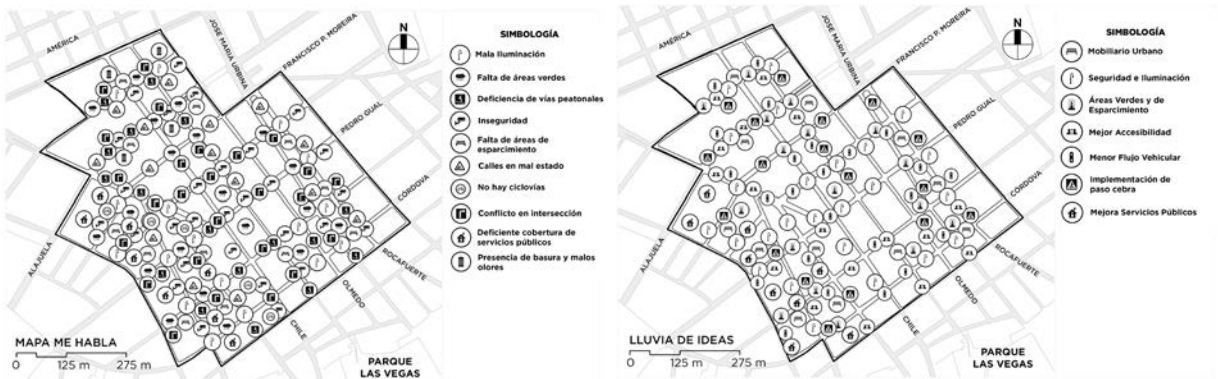 AMÉRICA
JOSE MARIA URBINA
FRANCISCO P. MOREIRA
N
PEDRO GUAL
CÓRDOVA
ALAJUELA
ROCAFUERTE
OLMEDO
CHILE
MAPA ME HABLA
0 125 m 275 m
PARQUE
LAS VEGAS
SIMBOLOGÍA
Mala Iluminación
Falta de áreas verdes
Deficiencia de vías peatonales
Inseguridad
Falta de áreas de
esparcimiento
Calles en mal estado
No hay ciclovías
Conflicto en intersección
Deficiente cobertura de
servicios públicos
Presencia de basura y malos
olores
AMÉRICA
JOSE MARIA URBINA
FRANCISCO P. MOREIRA
N
PEDRO GUAL
CÓRDOVA
ALAJUELA
ROCAFUERTE
OLMEDO
CHILE
LLUVIA DE IDEAS
0 125 m 275 m
PARQUE
LAS VEGAS
SIMBOLOGÍA
Mobiliario Urbano
Seguridad e Iluminación
Áreas Verdes y de
Esparcimiento
Mejor Accesibilidad
Menor Flujo Vehicular
Implementación de
paso cebra
Mejora Servicios Públicos